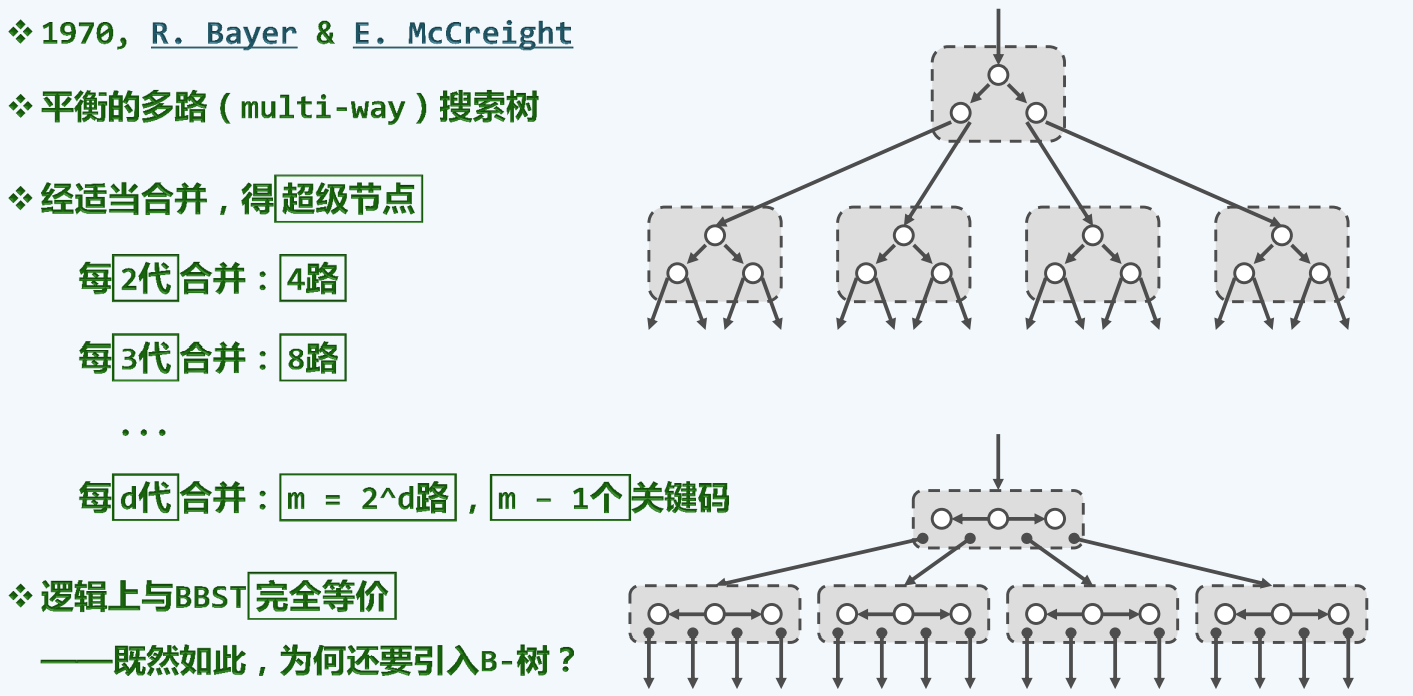 ❖ 1970, R. Bayer & E. McCreight
❖ 平衡的多路(multi-way)搜索树
❖ 经适当合并,得超级节点
每2代合并:4路
每3代合并:8路
...
每d代合并:m = 2^d路,m – 1个关键码
❖ 逻辑上与BBST完全等价
——既然如此,为何还要引入B-树?